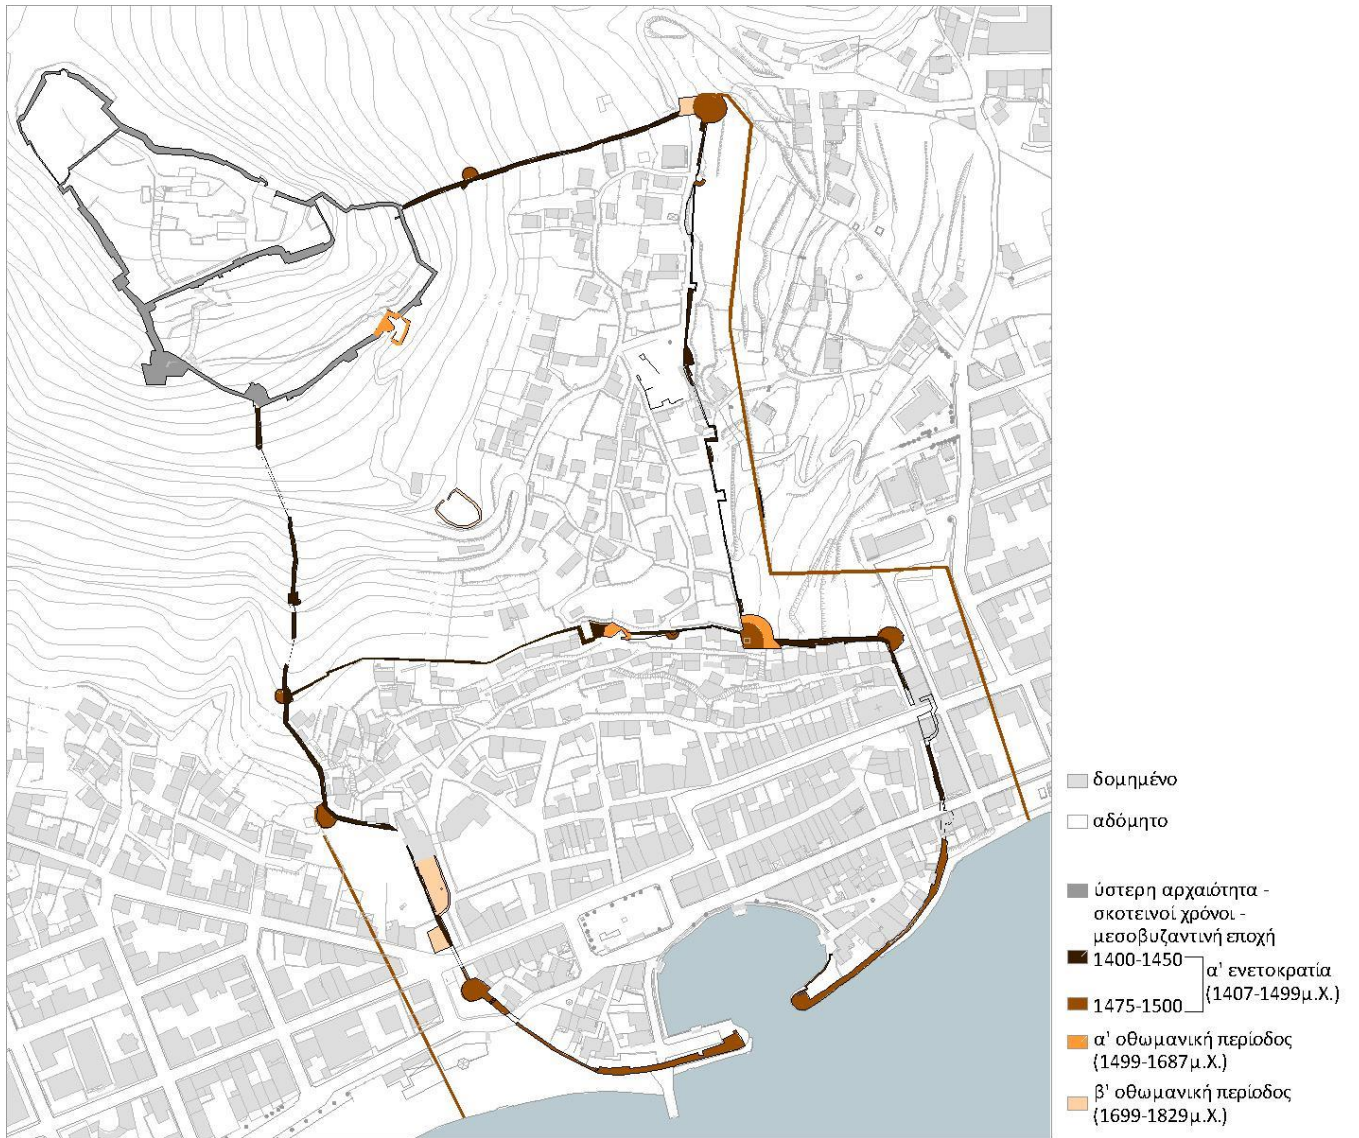 δομημένο
αδόμητο
ύστερη αρχαιότητα -
σκοτεινοί χρόνοι -
μεσοβυζαντινή εποχή
1400-1450
α' ενετοκρατία
(1407-1499μ.Χ.)
1475-1500
α' οθωμανική περίοδος
(1499-1687μ.Χ.)
β' οθωμανική περίοδος
(1699-1829μ.Χ.)